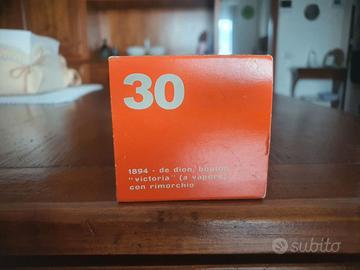 30
1894 - de dion/bouton
"victoria" (a vapore)
con rimorchio
subito